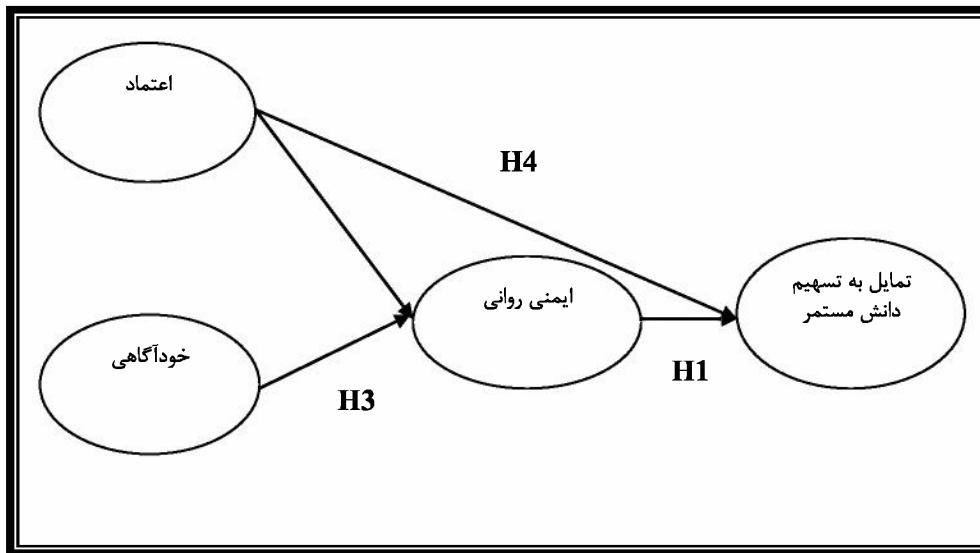 اعتماد
H4
ایمنی روانی
تمایل به تسهیم
دانش مستمر
خودآگاهی
H3
H1